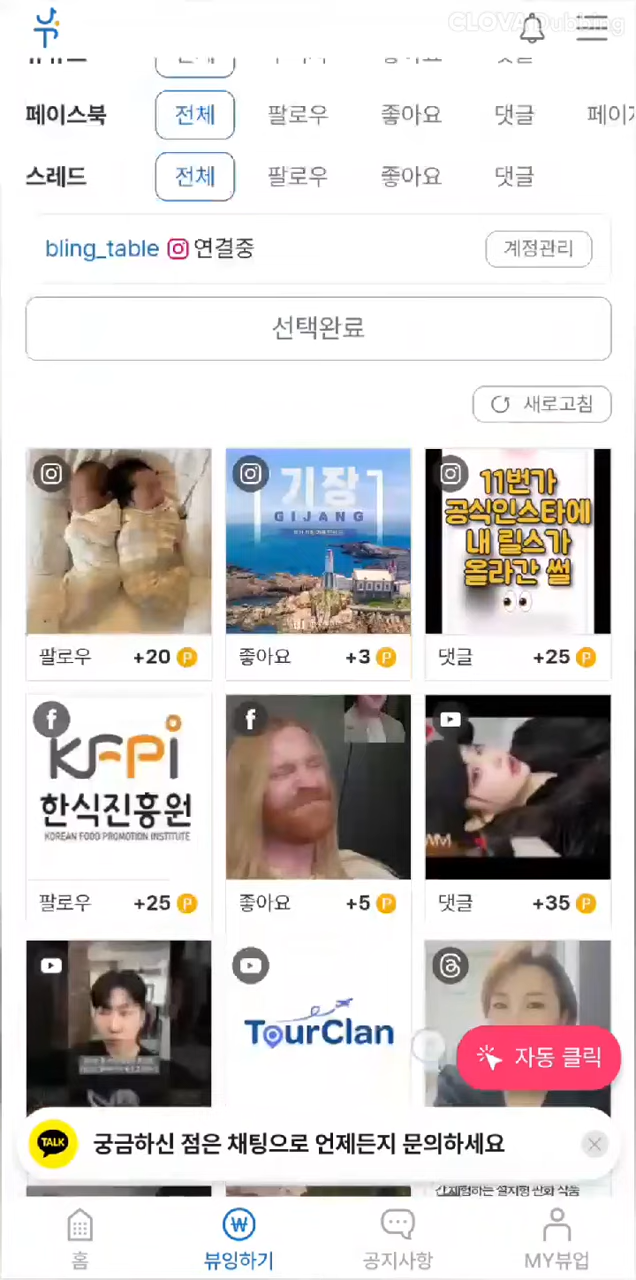 CLOVA Dubbing
페이스북 전체 팔로우 좋아요 댓글
스레드 전체 팔로우 좋아요 댓글
bling_table 연결중 계정관리
선택완료
새로고침
기장
GIJANG
11번가
공식인스타에
내 릴스가
올라간 썰
팔로우 +20 P
좋아요 +3 P
댓글 +25 P
KFPi
한식진흥원
KOREAN FOOD PROMOTION INSTITUTE
팔로우 +25 P
좋아요 +5 P
댓글 +35 P
TourClan
자동 클릭
TALK
궁금하신 점은 채팅으로 언제든지 문의하세요
홈
뷰잉하기
공지사항
MY뷰업